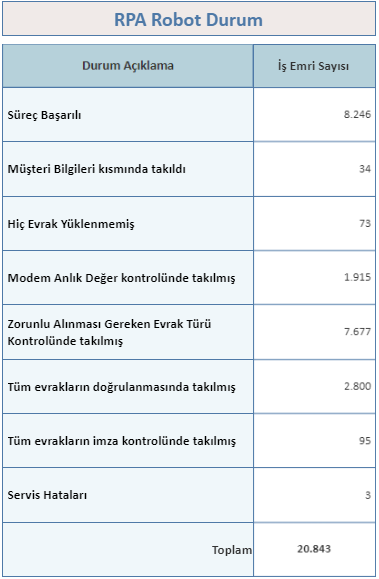 RPA Robot Durum
Durum Açıklama İş Emri Sayısı
Süreç Başarılı 8.246
Müşteri Bilgileri kısmında takıldı 34
Hiç Evrak Yüklenmemiş 73
Modem Anlık Değer kontrolünde takılmış 1.915
Zorunlu Alınması Gereken Evrak Türü
Kontrolünde takılmış 7.677
Tüm evrakların doğrulanmasında takılmış 2.800
Tüm evrakların imza kontrolünde takılmış 95
Servis Hataları 3
Toplam 20.843